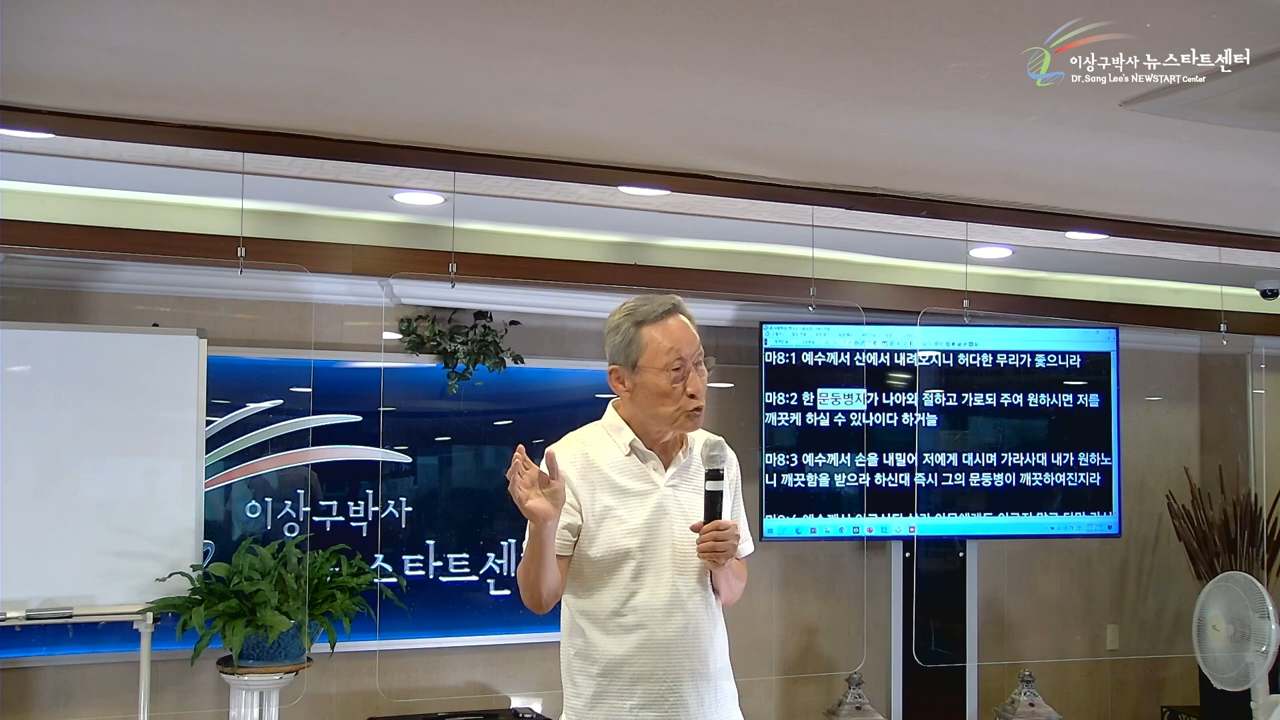 이상구박사 뉴스타트센터
Dr. Sang Lee's NEWSTART Center
마8:1 예수께서 산에서 내려오시니 허다한 무리가 좇으니라
마8:2 한 문둥병자가 나아와 절하고 가로되 주여 원하시면 저를
깨끗케 하실 수 있나이다 하거늘
마8:3 예수께서 손을 내밀어 저에게 대시며 가라사대 내가 원하노
니 깨끗함을 받으라 하신대 즉시 그의 문둥병이 깨끗하여진지라
이상구박사
스타트센